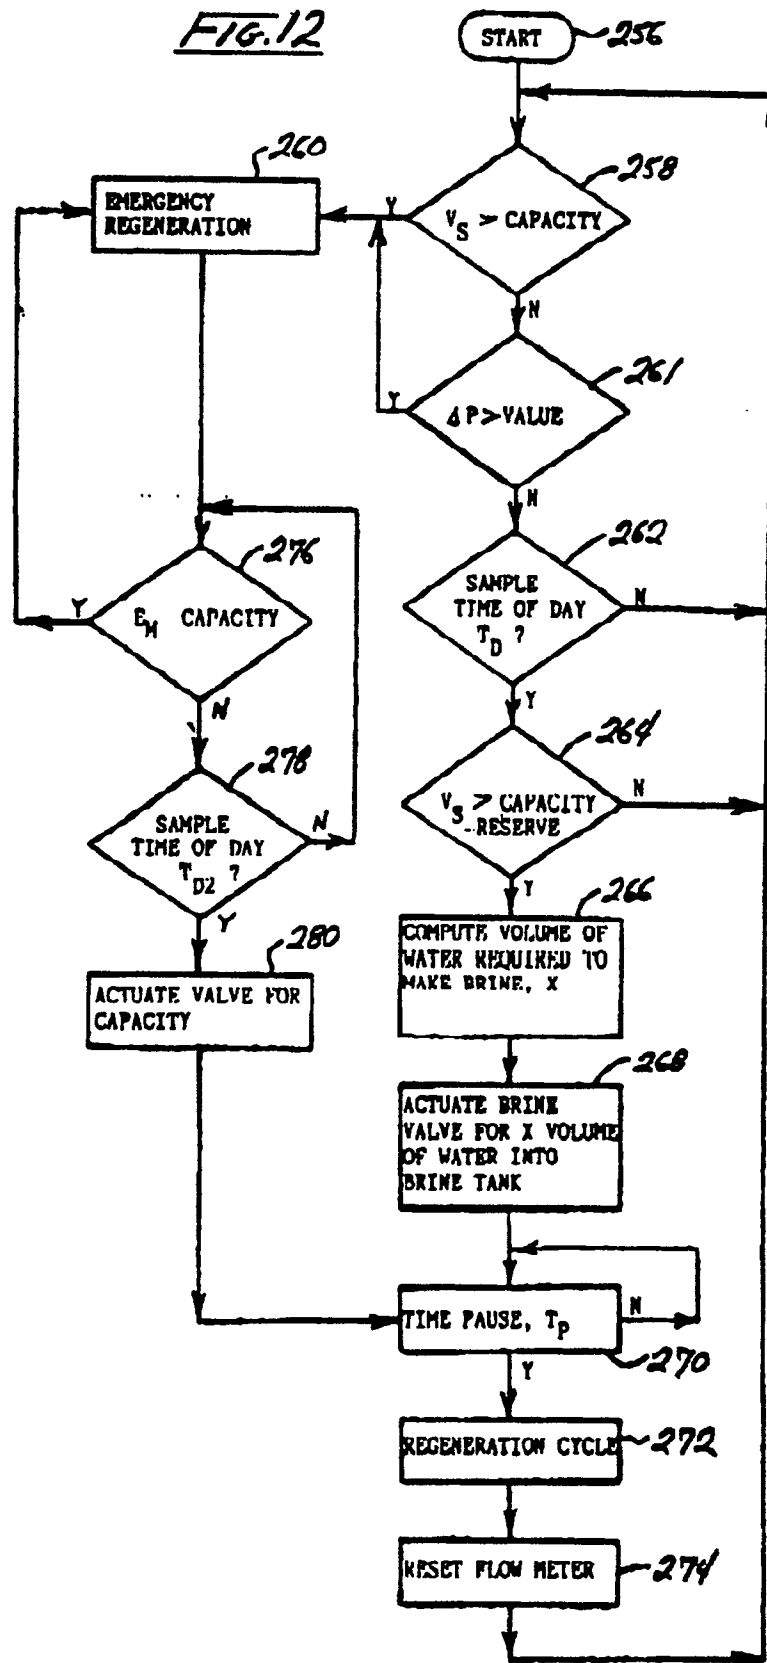 FIG.12
START
256
258
V_S > CAPACITY
Y
N
260
EMERGENCY
REGENERATION
261
ΔP > VALUE
Y
N
262
SAMPLE
TIME OF DAY
T_D ?
N
Y
264
V_S > CAPACITY
RESERVE
N
Y
266
COMPUTE VOLUME OF
WATER REQUIRED TO
MAKE BRINE, X
268
ACTUATE BRINE
VALVE FOR X VOLUME
OF WATER INTO
BRINE TANK
276
E_M CAPACITY
Y
N
278
SAMPLE
TIME OF DAY
T_D2 ?
N
Y
280
ACTUATE VALVE FOR
CAPACITY
TIME PAUSE, T_P
N
270
Y
REGENERATION CYCLE
272
RESET FLOW METER
274